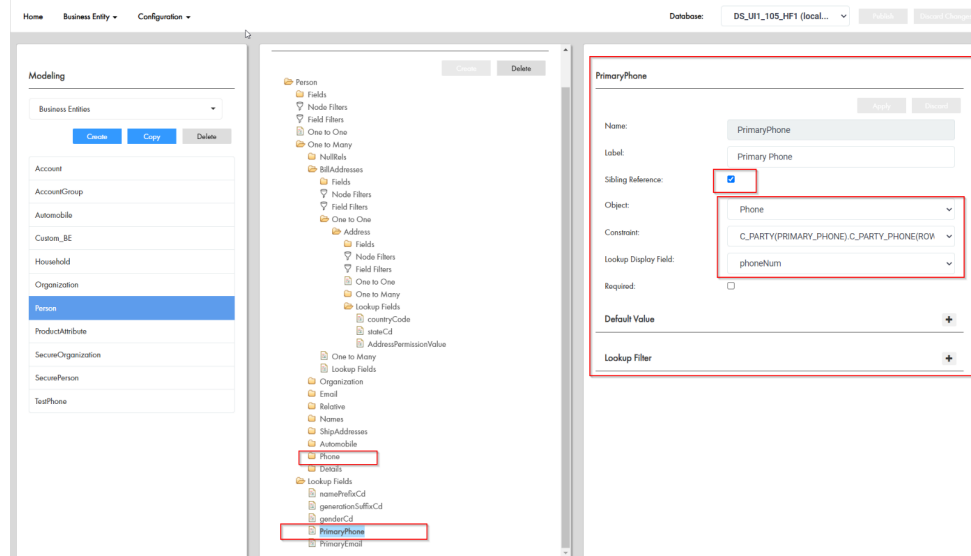 Home Business Entity Configuration Database: DS_UI1_105_HF1 (local... Publish Discard Changes
Modeling
Business Entities
Create Copy Delete
Account
AccountGroup
Automobile
Custom_BE
Household
Organization
Person
ProductAttribute
SecureOrganization
SecurePerson
TestPhone
Create Delete
Person
Fields
Node Filters
Field Filters
One to One
One to Many
NullRels
BillAddresses
Fields
Node Filters
Field Filters
One to One
Address
Fields
Node Filters
Field Filters
One to One
One to Many
Lookup Fields
countryCode
stateCd
AddressPermissionValue
One to Many
Lookup Fields
Organization
Email
Relative
Names
ShipAddresses
Automobile
Phone
Details
Lookup Fields
namePrefixCd
generationSuffixCd
genderCd
PrimaryPhone
PrimaryEmail
PrimaryPhone
Apply Discard
Name: PrimaryPhone
Label: Primary Phone
Sibling Reference:
Object: Phone
Constraint: C_PARTY(PRIMARY_PHONE).C_PARTY_PHONE(ROW
Lookup Display Field: phoneNum
Required:
Default Value
Lookup Filter